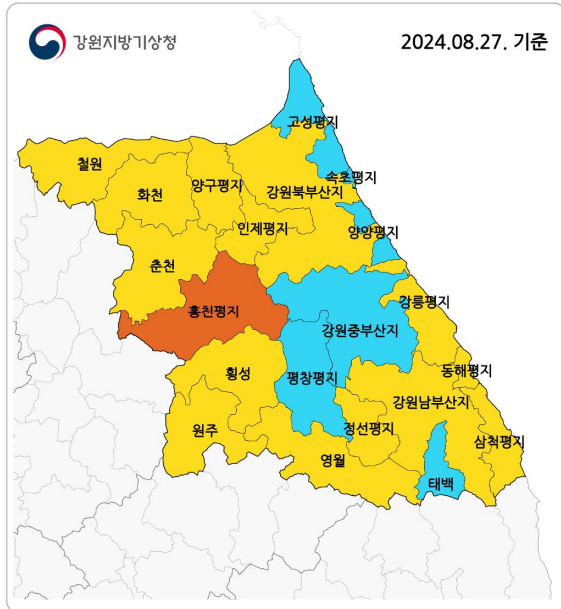 강원지방기상청
2024.08.27. 기준
고성평지
철원
양구평지
속초평지
화천
강원북부산지
인제평지
양양평지
춘천
홍천평지
강릉평지
강원중부산지
동해평지
횡성
평창평지
강원남부산지
원주
정선평지
삼척평지
영월
태백